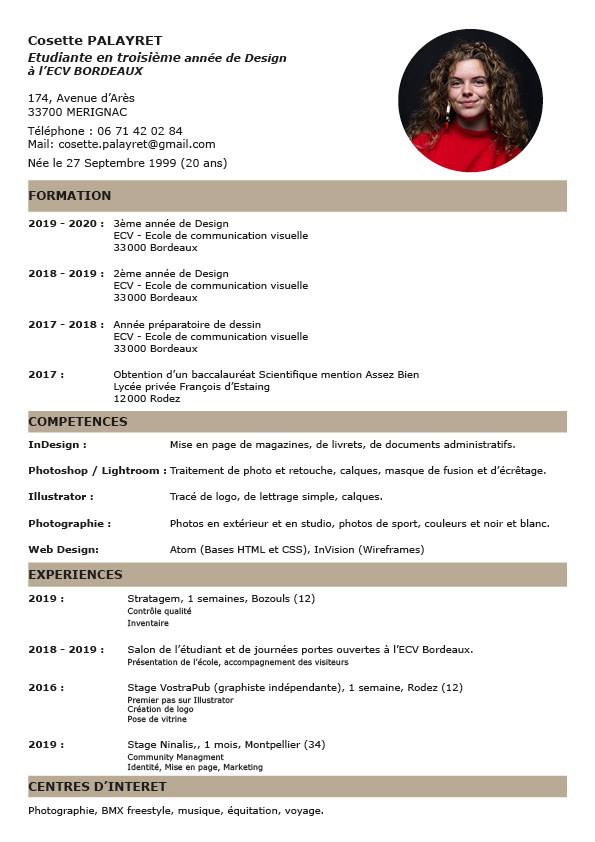 Cosette PALAYRET
Etudiante en troisième année de Design
à l’ECV BORDEAUX
174, Avenue d’Arès
33700 MERIGNAC
Téléphone : 06 71 42 02 84
Mail: cosette.palayret@gmail.com
Née le 27 Septembre 1999 (20 ans)
FORMATION
2019 - 2020 : 3ème année de Design
ECV - Ecole de communication visuelle
33000 Bordeaux
2018 - 2019 : 2ème année de Design
ECV - Ecole de communication visuelle
33000 Bordeaux
2017 - 2018 : Année préparatoire de dessin
ECV - Ecole de communication visuelle
33000 Bordeaux
2017 : Obtention d’un baccalauréat Scientifique mention Assez Bien
Lycée privée François d’Estaing
12000 Rodez
COMPETENCES
InDesign : Mise en page de magazines, de livrets, de documents administratifs.
Photoshop / Lightroom : Traitement de photo et retouche, calques, masque de fusion et d’écrêtage.
Illustrator : Tracé de logo, de lettrage simple, calques.
Photographie : Photos en extérieur et en studio, photos de sport, couleurs et noir et blanc.
Web Design: Atom (Bases HTML et CSS), InVision (Wireframes)
EXPERIENCES
2019 : Stratagem, 1 semaines, Bozouls (12)
Contrôle qualité
Inventaire
2018 - 2019 : Salon de l’étudiant et de journées portes ouvertes à l’ECV Bordeaux.
Présentation de l’école, accompagnement des visiteurs
2016 : Stage VostraPub (graphiste indépendante), 1 semaine, Rodez (12)
Premier pas sur Illustrator
Création de logo
Pose de vitrine
2019 : Stage Ninalis,, 1 mois, Montpellier (34)
Community Managment
Identité, Mise en page, Marketing
CENTRES D’INTERET
Photographie, BMX freestyle, musique, équitation, voyage.